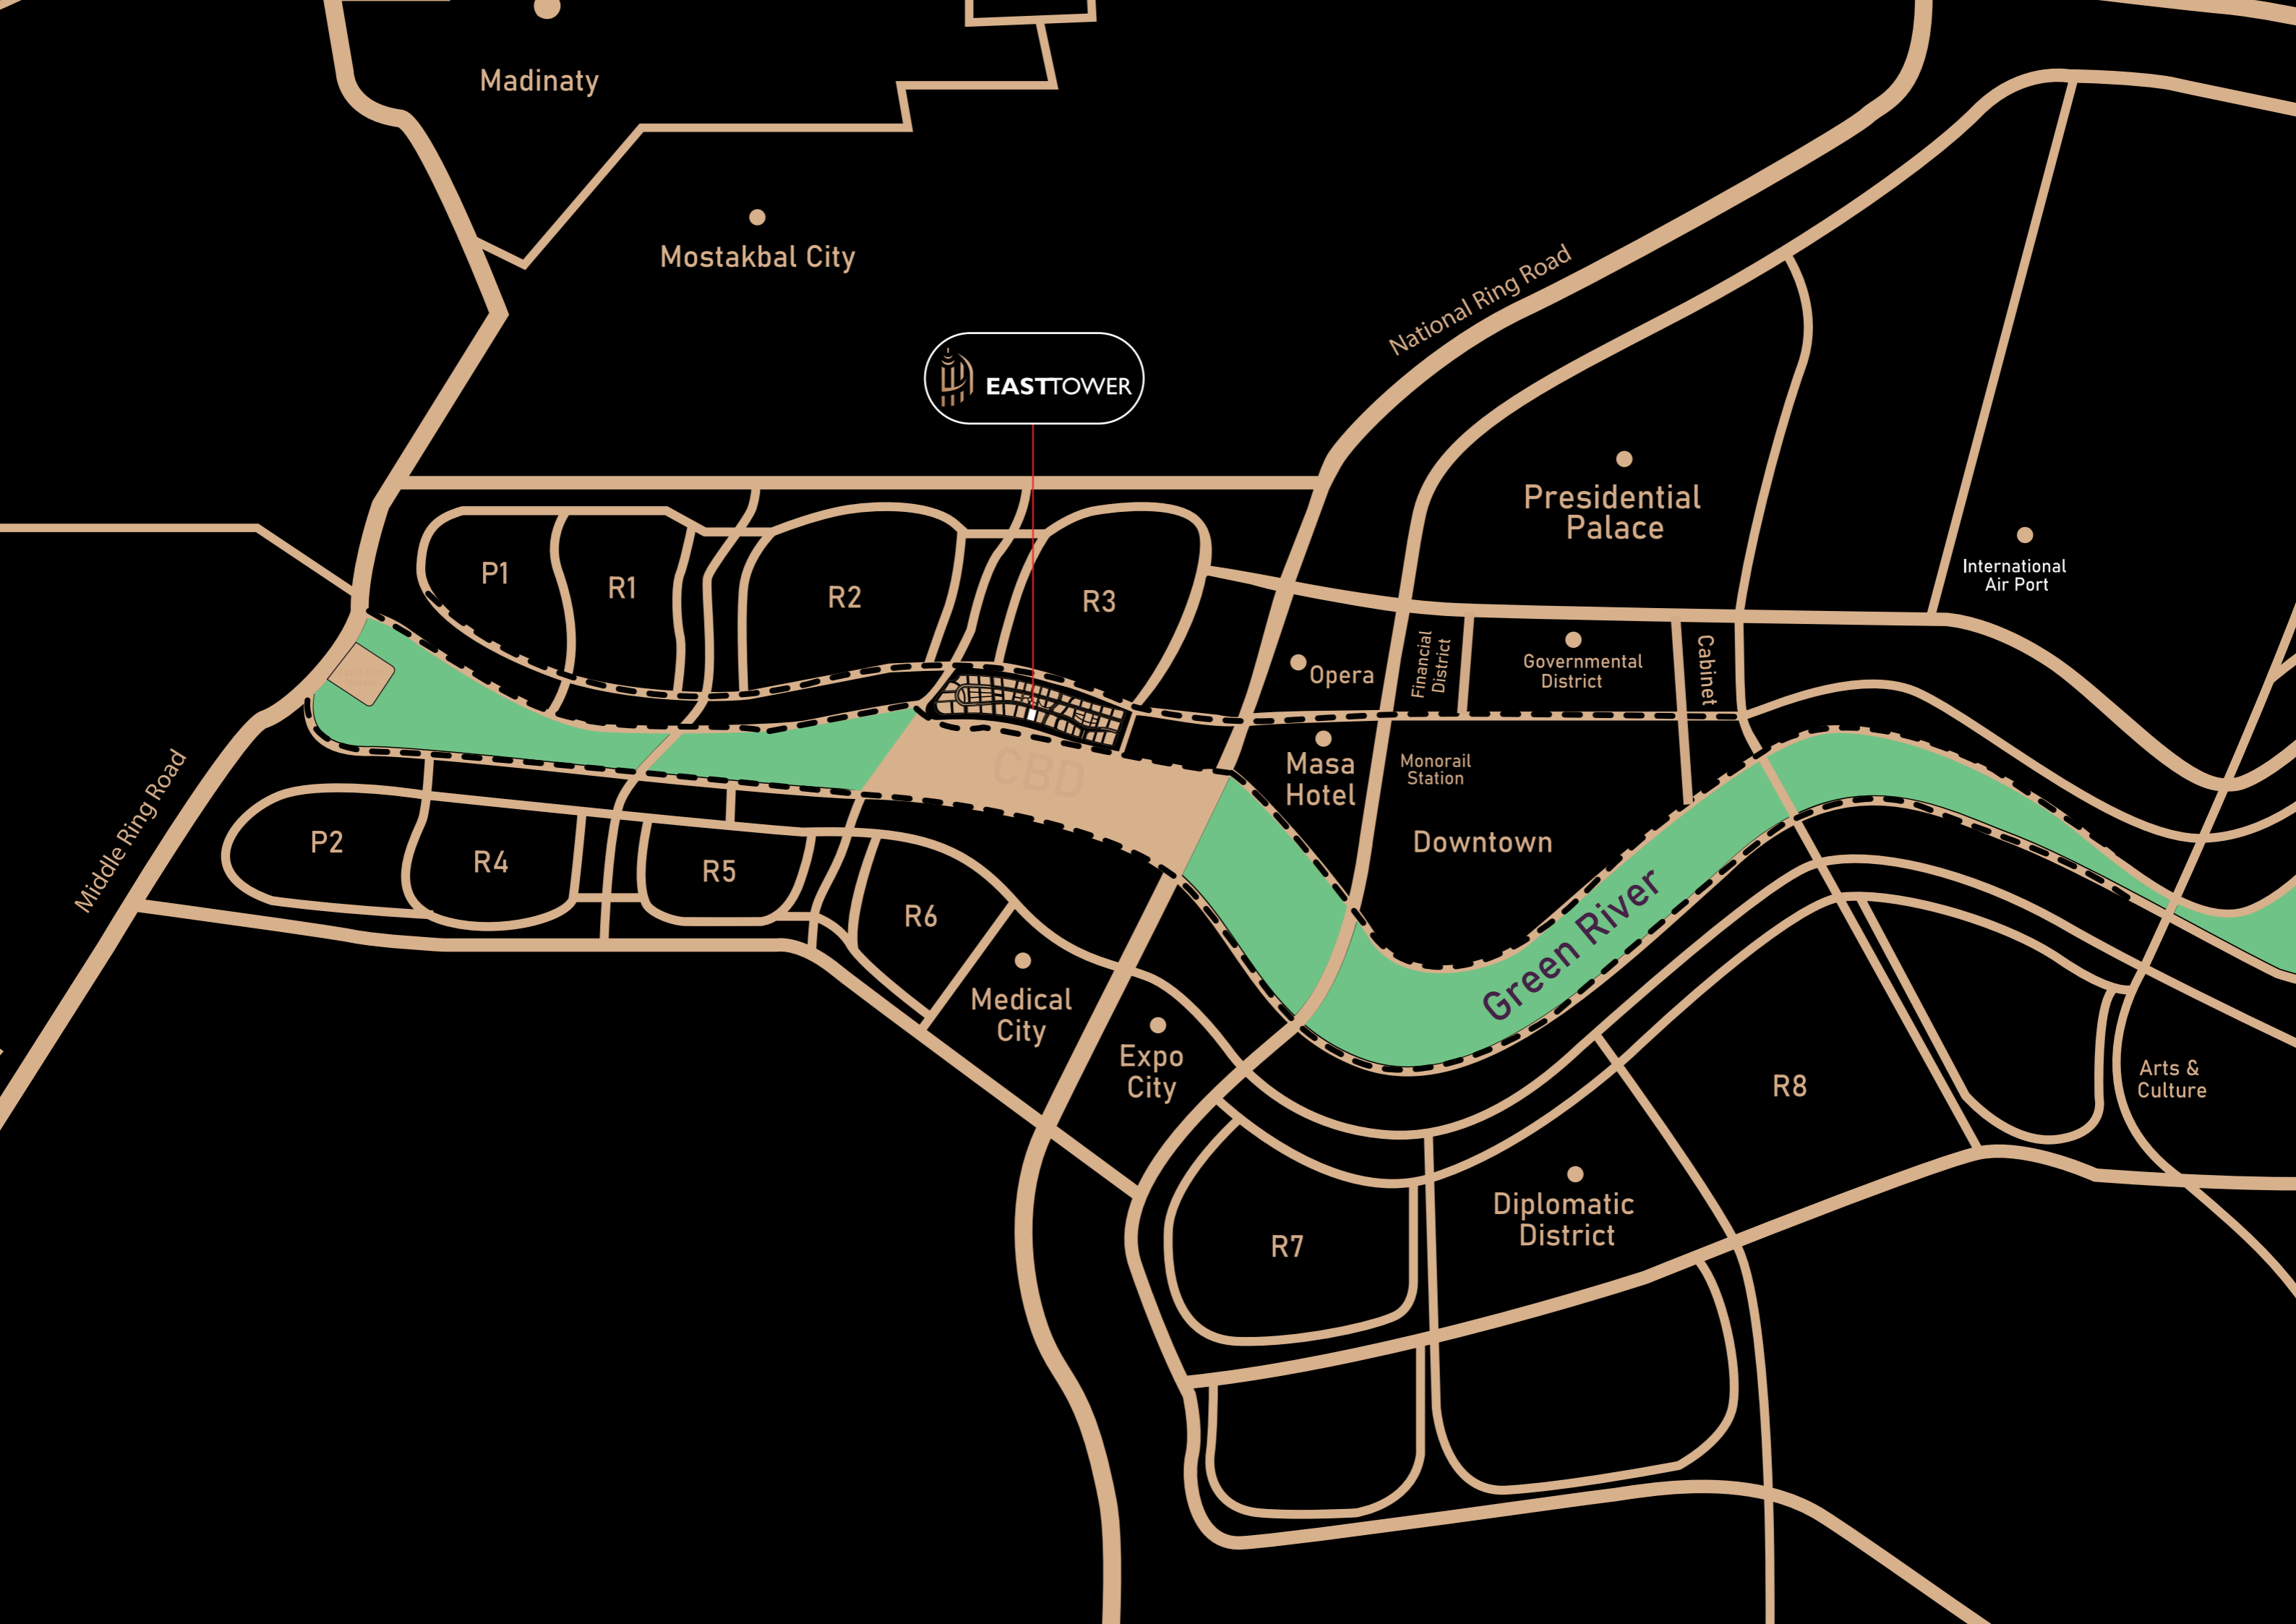 Madinaty
Mostakbal City
National Ring Road
EASTTOWER
Presidential
Palace
International
Air Port
P1
R1
R2
R3
Opera
Financial
District
Governmental
District
Cabinet
CBD
Masa
Hotel
Monorail
Station
Downtown
Middle Ring Road
P2
R4
R5
R6
Green River
Medical
City
Expo
City
R8
Arts &
Culture
Diplomatic
District
R7